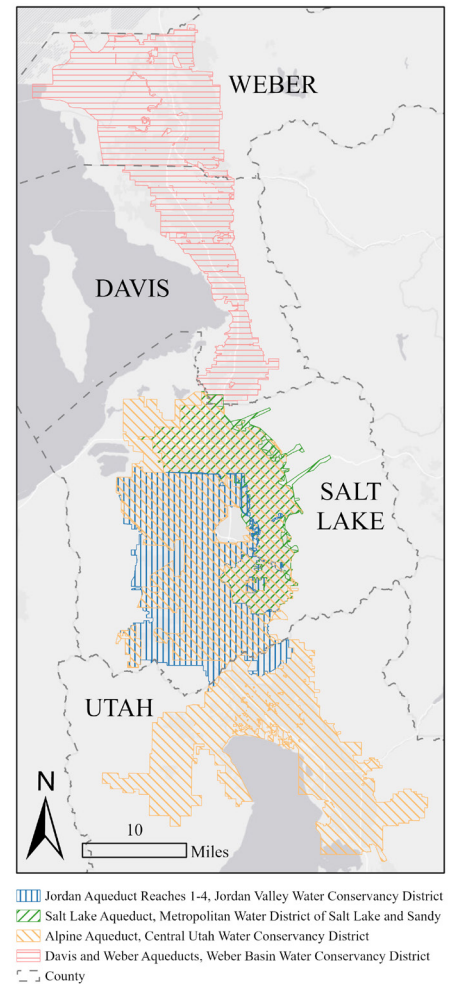 WEBER
DAVIS
SALT
LAKE
UTAH
N
10
Miles
Jordan Aqueduct Reaches 1-4, Jordan Valley Water Conservancy District
Salt Lake Aqueduct, Metropolitan Water District of Salt Lake and Sandy
Alpine Aqueduct, Central Utah Water Conservancy District
Davis and Weber Aqueducts, Weber Basin Water Conservancy District
County